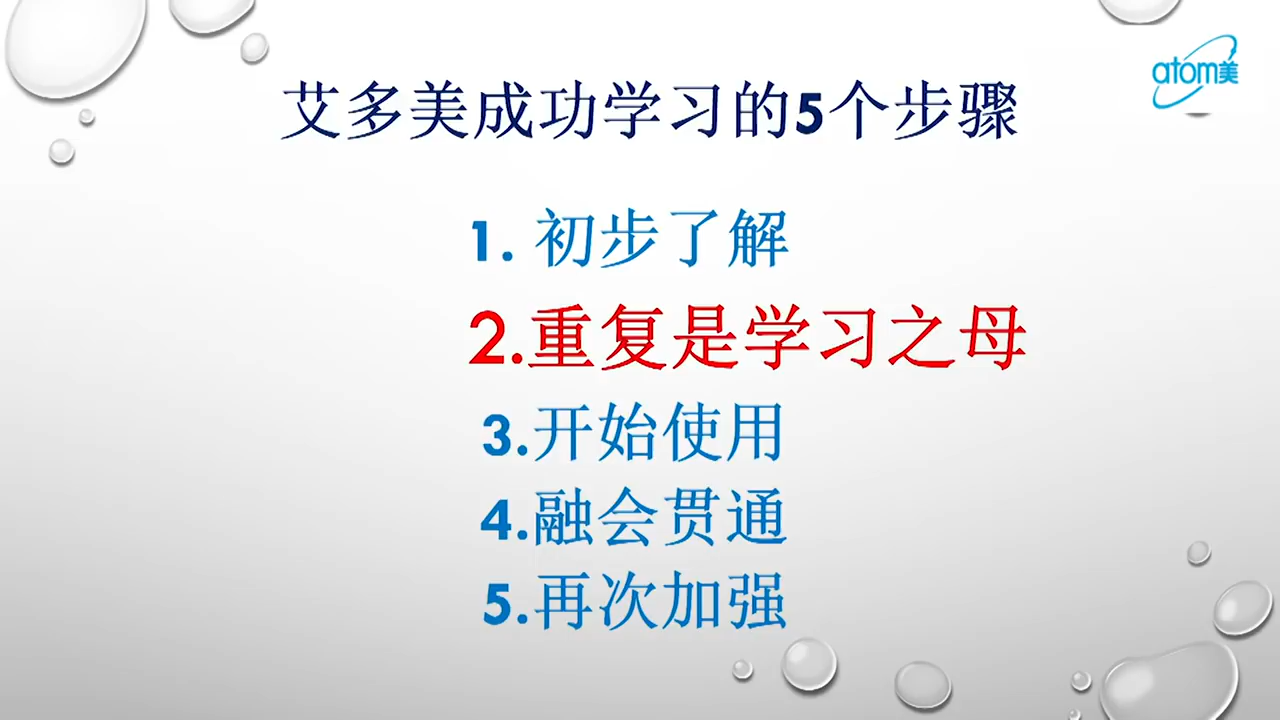 atom美
艾多美成功学习的5个步骤
1. 初步了解
2.重复是学习之母
3.开始使用
4.融会贯通
5.再次加强